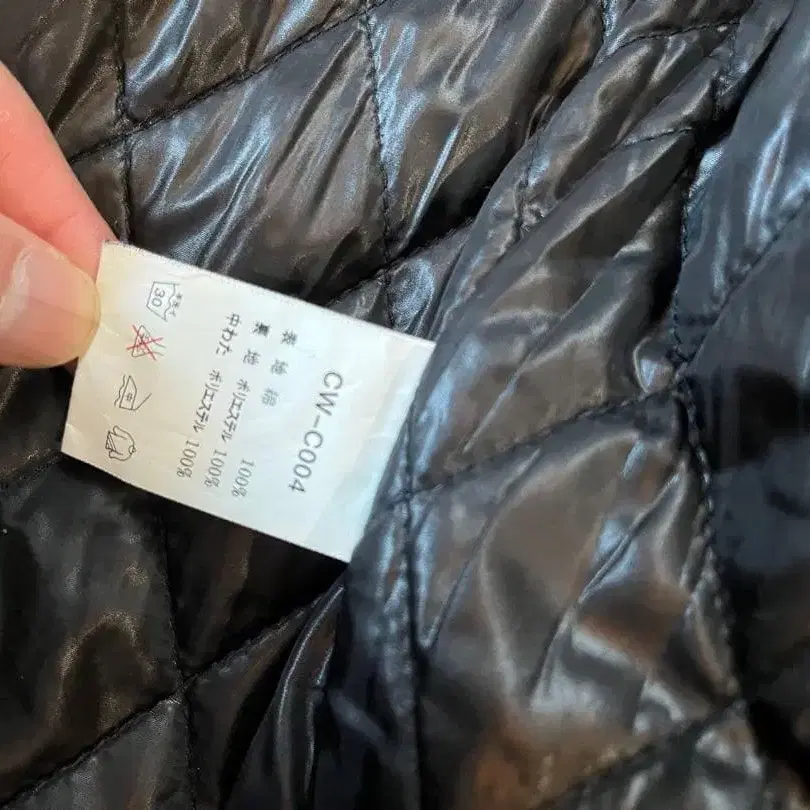 CW-C004
表 地 綿 100%
裏 地 ポリエステル 100%
中わた ポリエステル 100%
30